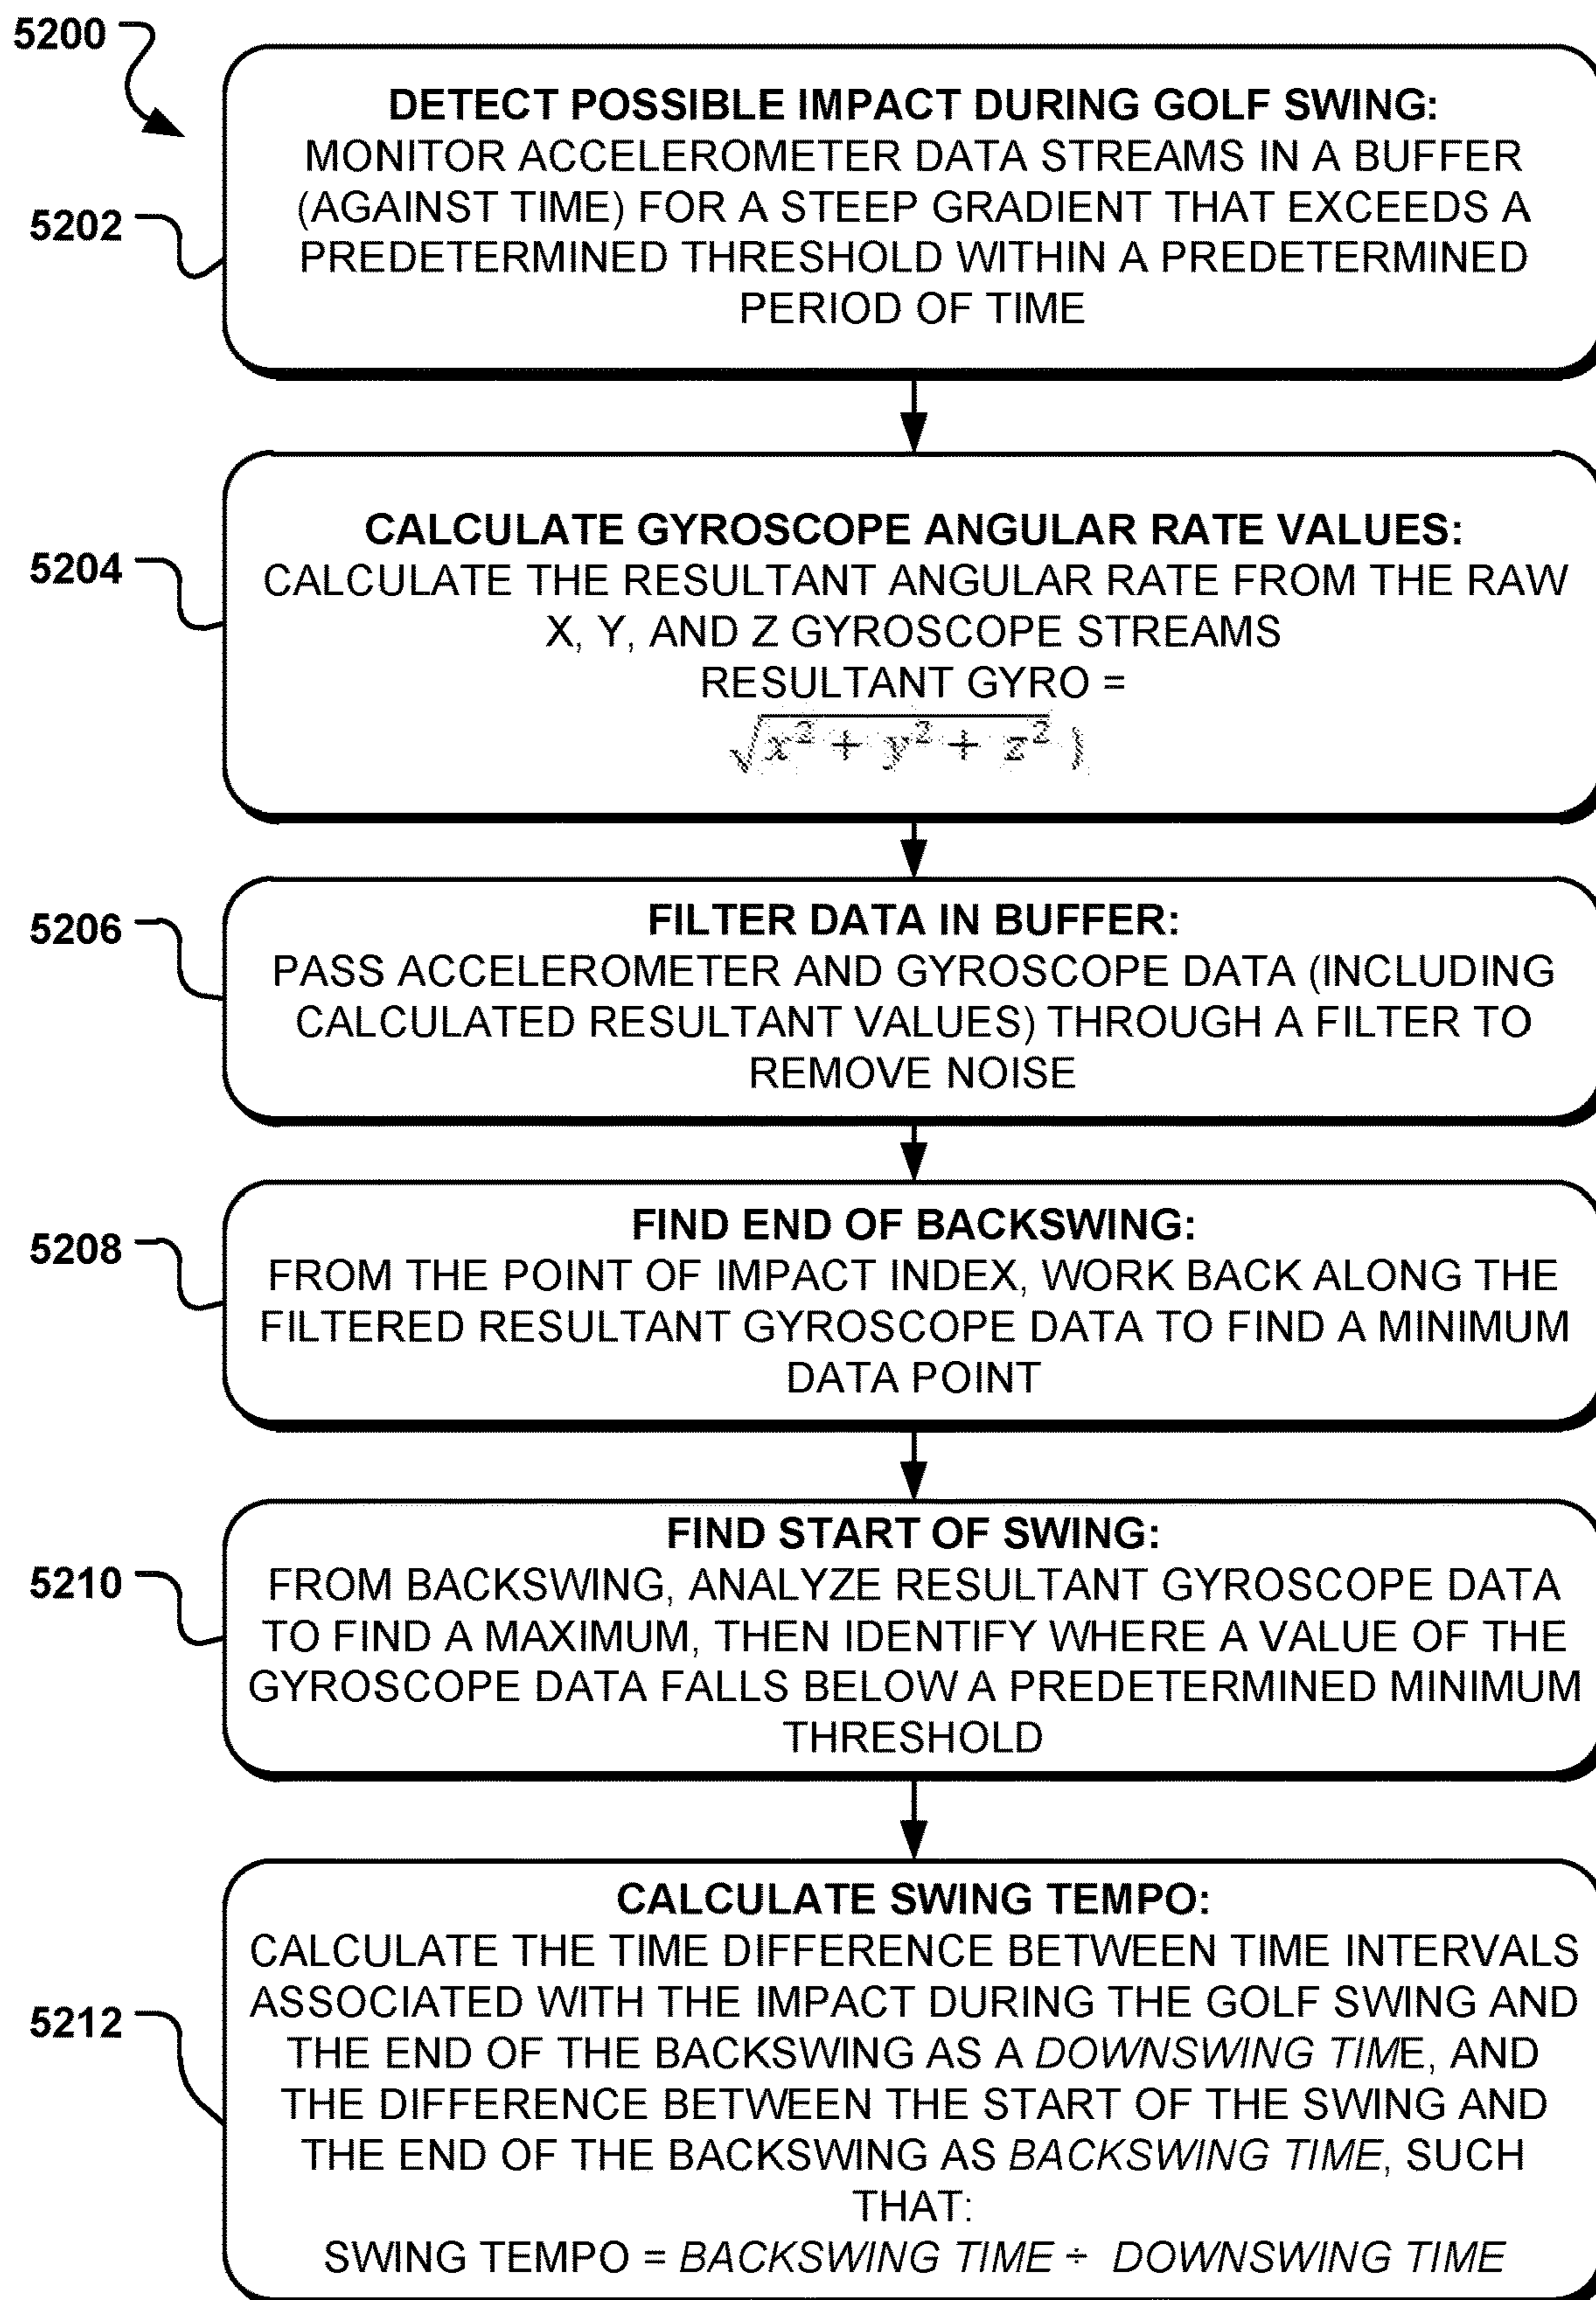 5200
DETECT POSSIBLE IMPACT DURING GOLF SWING:
MONITOR ACCELEROMETER DATA STREAMS IN A BUFFER
(AGAINST TIME) FOR A STEEP GRADIENT THAT EXCEEDS A
PREDETERMINED THRESHOLD WITHIN A PREDETERMINED
PERIOD OF TIME
5202
CALCULATE GYROSCOPE ANGULAR RATE VALUES:
CALCULATE THE RESULTANT ANGULAR RATE FROM THE RAW
X, Y, AND Z GYROSCOPE STREAMS
RESULTANT GYRO =
√x² + y² + z² )
5204
FILTER DATA IN BUFFER:
PASS ACCELEROMETER AND GYROSCOPE DATA (INCLUDING
CALCULATED RESULTANT VALUES) THROUGH A FILTER TO
REMOVE NOISE
5206
FIND END OF BACKSWING:
FROM THE POINT OF IMPACT INDEX, WORK BACK ALONG THE
FILTERED RESULTANT GYROSCOPE DATA TO FIND A MINIMUM
DATA POINT
5208
FIND START OF SWING:
FROM BACKSWING, ANALYZE RESULTANT GYROSCOPE DATA
TO FIND A MAXIMUM, THEN IDENTIFY WHERE A VALUE OF THE
GYROSCOPE DATA FALLS BELOW A PREDETERMINED MINIMUM
THRESHOLD
5210
CALCULATE SWING TEMPO:
CALCULATE THE TIME DIFFERENCE BETWEEN TIME INTERVALS
ASSOCIATED WITH THE IMPACT DURING THE GOLF SWING AND
THE END OF THE BACKSWING AS A DOWNSWING TIME, AND
THE DIFFERENCE BETWEEN THE START OF THE SWING AND
THE END OF THE BACKSWING AS BACKSWING TIME, SUCH
THAT:
SWING TEMPO = BACKSWING TIME ÷ DOWNSWING TIME
5212